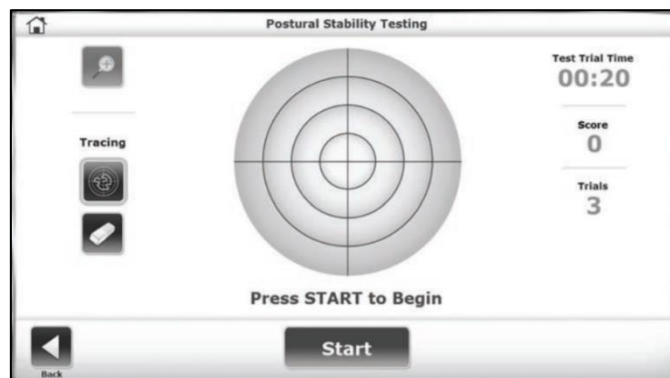 Postural Stability Testing
Tracing
Test Trial Time
00:20
Score
0
Trials
3
Press START to Begin
Start
Back